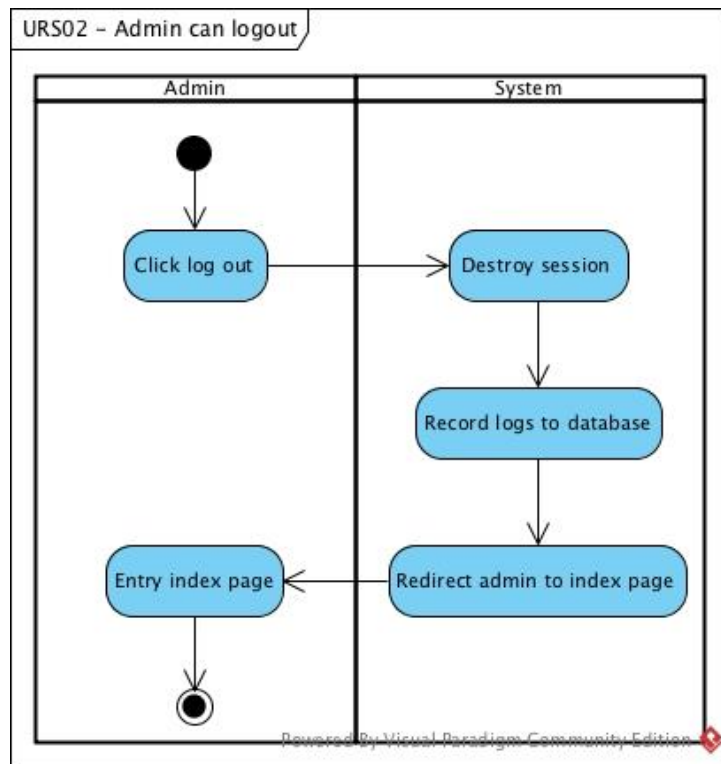 URS02 - Admin can logout
Admin
System
Click log out
Destroy session
Record logs to database
Entry index page
Redirect admin to index page
Powered By Visual Paradigm Community Edition